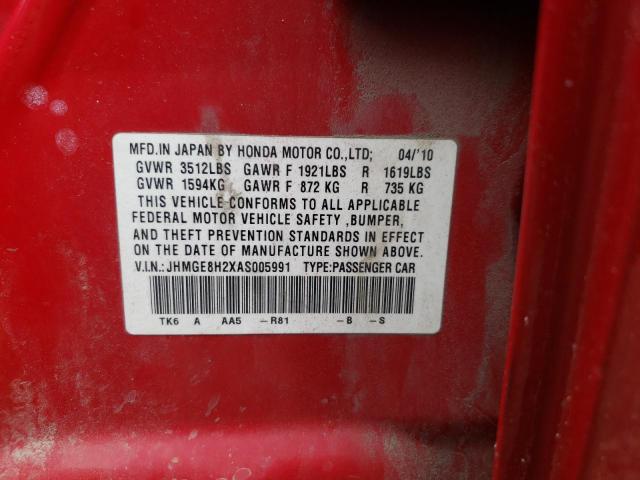 MFD.IN JAPAN BY HONDA MOTOR CO.,LTD; 04/'10
GVWR 3512LBS GAWR F 1921LBS R 1619LBS
GVWR 1594KG GAWR F 872 KG R 735 KG
THIS VEHICLE CONFORMS TO ALL APPLICABLE
FEDERAL MOTOR VEHICLE SAFETY ,BUMPER,
AND THEFT PREVENTION STANDARDS IN EFFECT
ON THE DATE OF MANUFACTURE SHOWN ABOVE.
V.I.N.: JHMGE8H2XAS005991 TYPE:PASSENGER CAR
TK6 A AA5 -R81 -B -S